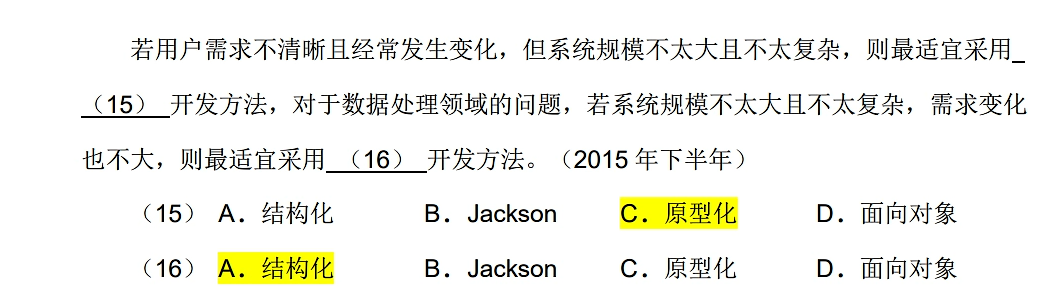 若用户需求不清晰且经常发生变化，但系统规模不太大且不太复杂，则最适宜采用
（15） 开发方法，对于数据处理领域的问题，若系统规模不太大且不太复杂，需求变化
也不大，则最适宜采用 （16） 开发方法。（2015 年下半年）
（15） A．结构化 B．Jackson C．原型化 D．面向对象
（16） A．结构化 B．Jackson C．原型化 D．面向对象